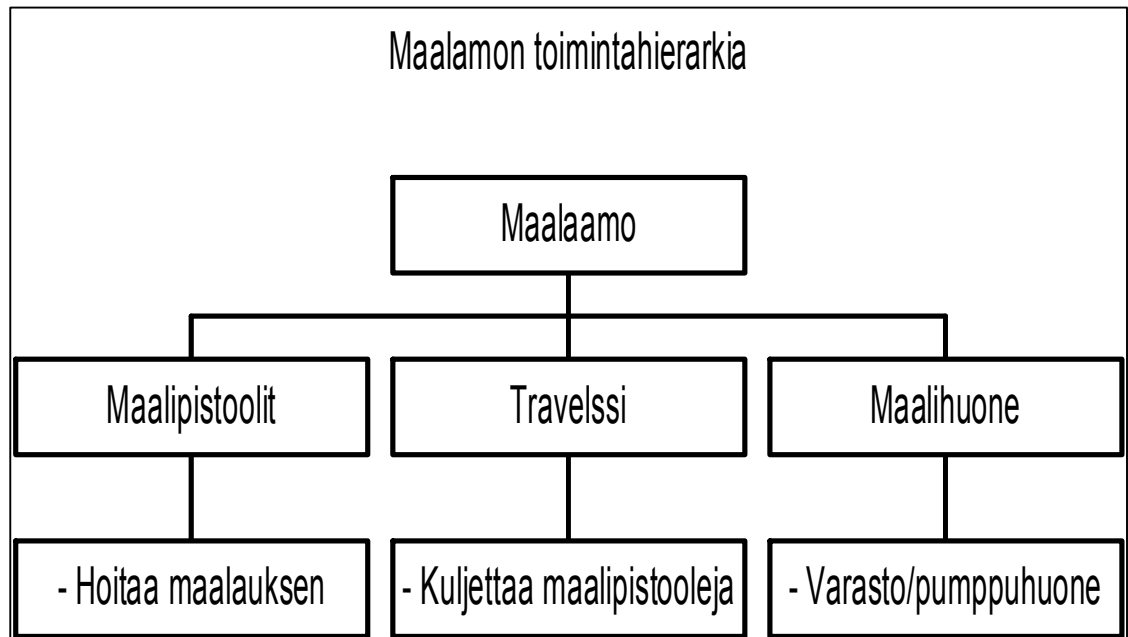 Maalamon toimintahierarkia
Maalaamo
Maalipistoolit
Travelssi
Maalihuone
- Hoitaa maalauksen
- Kuljettaa maalipistooleja
- Varasto/pumppuhuone